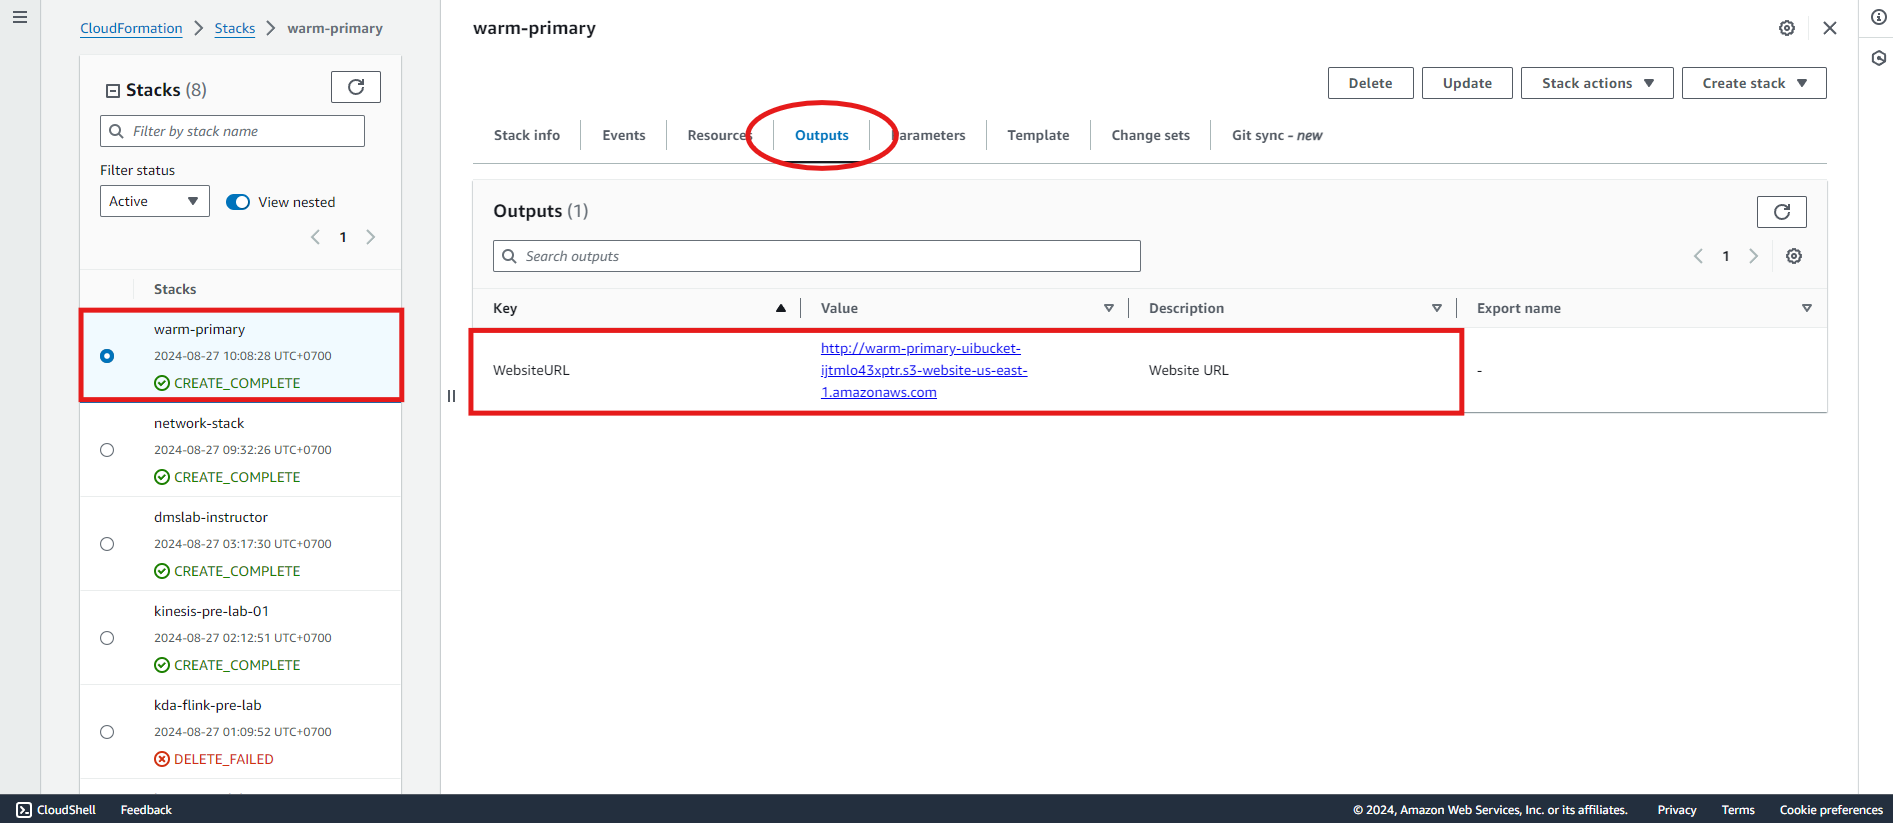 CloudFormation > Stacks > warm-primary
Stacks (8)
Filter by stack name
Filter status
Active
View nested
1
Stacks
warm-primary
2024-08-27 10:08:28 UTC+0700
CREATE_COMPLETE
network-stack
2024-08-27 09:32:26 UTC+0700
CREATE_COMPLETE
dmslab-instructor
2024-08-27 03:17:30 UTC+0700
CREATE_COMPLETE
kinesis-pre-lab-01
2024-08-27 02:12:51 UTC+0700
CREATE_COMPLETE
kda-flink-pre-lab
2024-08-27 01:09:52 UTC+0700
DELETE_FAILED
warm-primary
Delete Update Stack actions Create stack
Stack info Events Resources Outputs Parameters Template Change sets Git sync - new
Outputs (1)
Search outputs
1
Key Value Description Export name
WebsiteURL
http://warm-primary-uibucket-
ijtmlo43xptr.s3-website-us-east-
1.amazonaws.com
Website URL
-
CloudShell Feedback
© 2024, Amazon Web Services, Inc. or its affiliates. Privacy Terms Cookie preferences